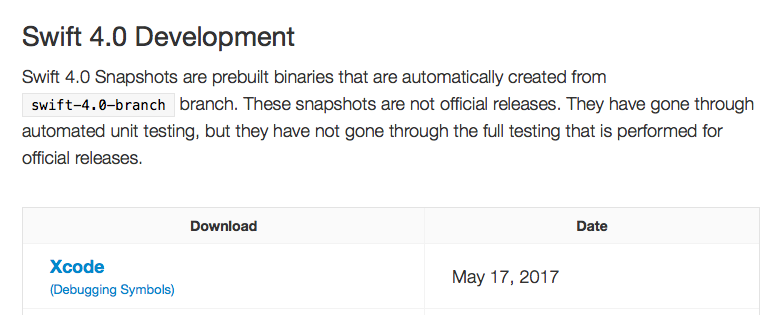 Swift 4.0 Development
Swift 4.0 Snapshots are prebuilt binaries that are automatically created from
swift-4.0-branch branch. These snapshots are not official releases. They have gone through
automated unit testing, but they have not gone through the full testing that is performed for
official releases.
Download Date
Xcode
(Debugging Symbols)
May 17, 2017